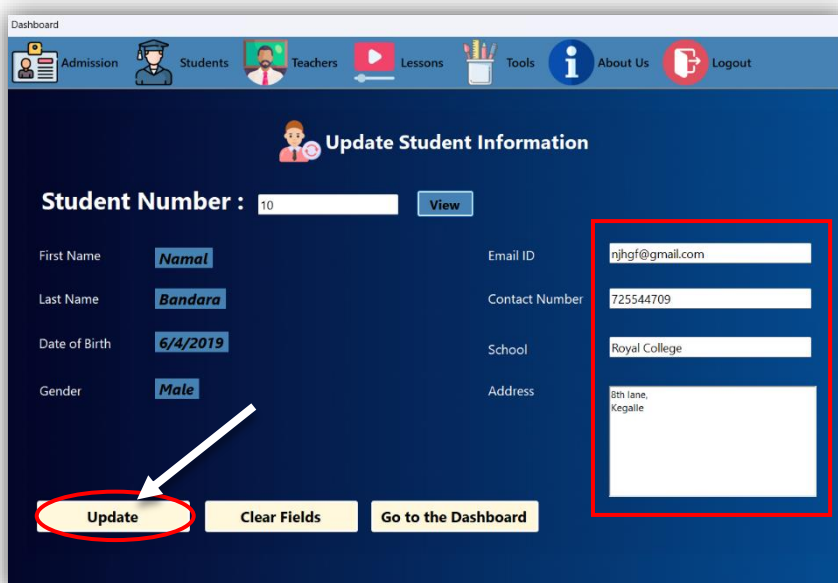 Dashboard
Admission Students Teachers Lessons Tools About Us Logout
Update Student Information
Student Number : 10 View
First Name Namal
Last Name Bandara
Date of Birth 6/4/2019
Gender Male
Email ID njhgf@gmail.com
Contact Number 725544709
School Royal College
Address 8th lane,
Kegalle
Update Clear Fields Go to the Dashboard